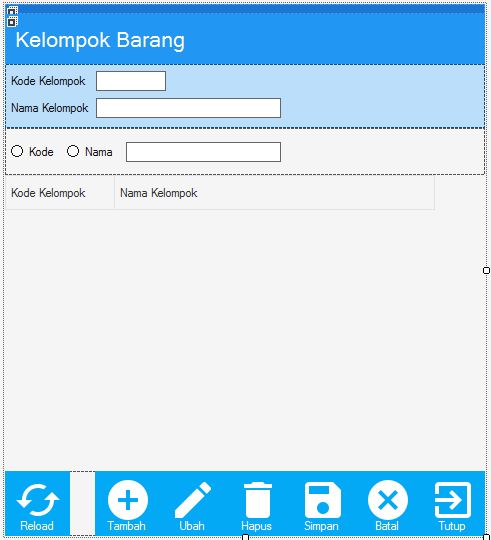 Kelompok Barang
Kode Kelompok
Nama Kelompok
Kode Nama
Kode Kelompok Nama Kelompok
Reload Tambah Ubah Hapus Simpan Batal Tutup